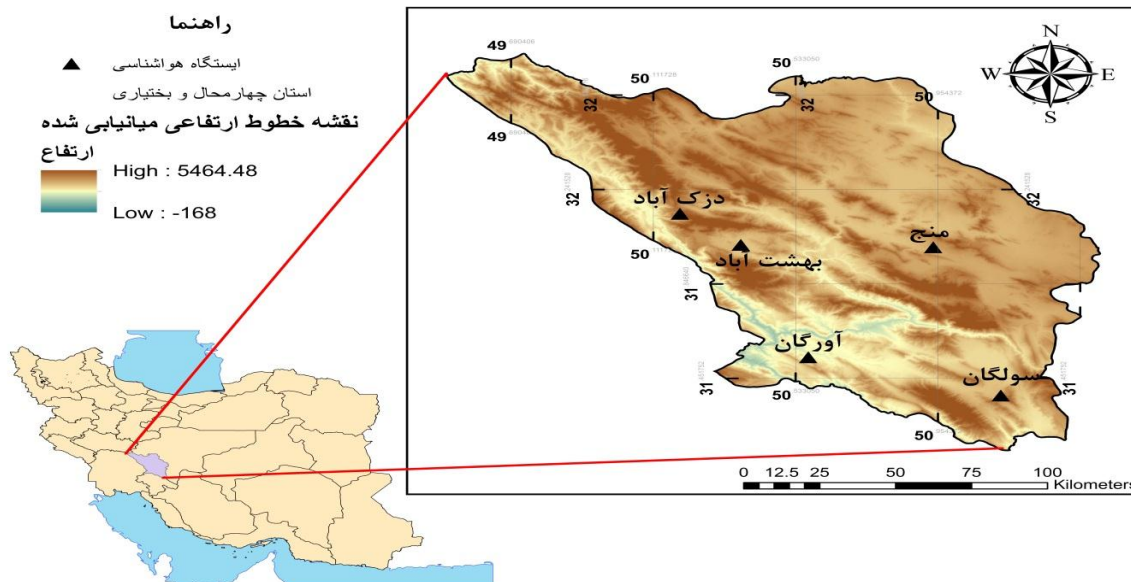 راهنما
ایستگاه هواشناسی
استان چهارمحال و بختیاری
نقشه خطوط ارتفاعی میانیابی شده
ارتفاع
High : 5464.48
Low : -168
N
W E
S
49
50
50
50
32
32
49
32
32
دزک آباد
منج
بهشت آباد
50
31
آورگان
سولگان
31
31
50
50
0 12.5 25 50 75 100
Kilometers